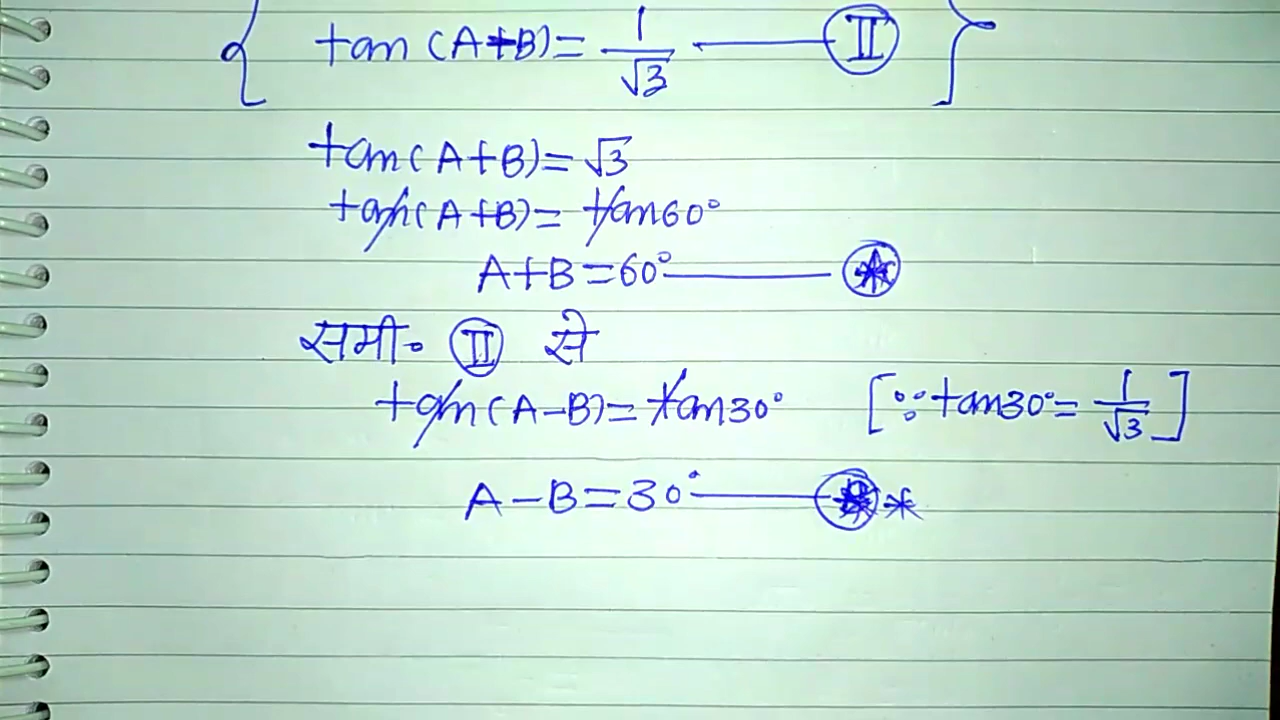 { tan (A-B) = 1/√3 —— II }
tan (A+B) = √3
tan (A+B) = tan60°
A+B = 60° —— *
समी॰ II से
tan (A-B) = tan30° [∵ tan30° = 1/√3]
A-B = 30° —— *